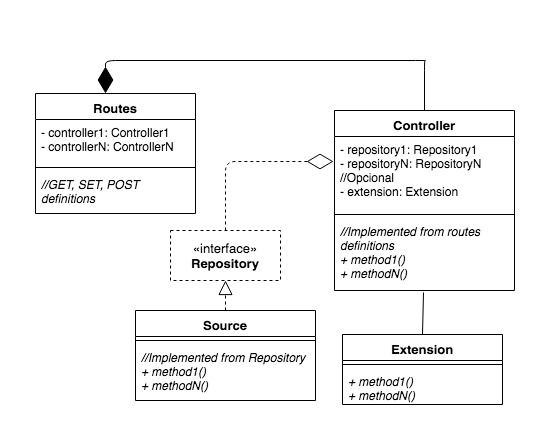 Routes
- controller1: Controller1
- controllerN: ControllerN
//GET, SET, POST
definitions
Controller
- repository1: Repository1
- repositoryN: RepositoryN
//Opcional
- extension: Extension
//Implemented from routes
definitions
+ method1()
+ methodN()
«interface»
Repository
Source
//Implemented from Repository
+ method1()
+ methodN()
Extension
+ method1()
+ methodN()